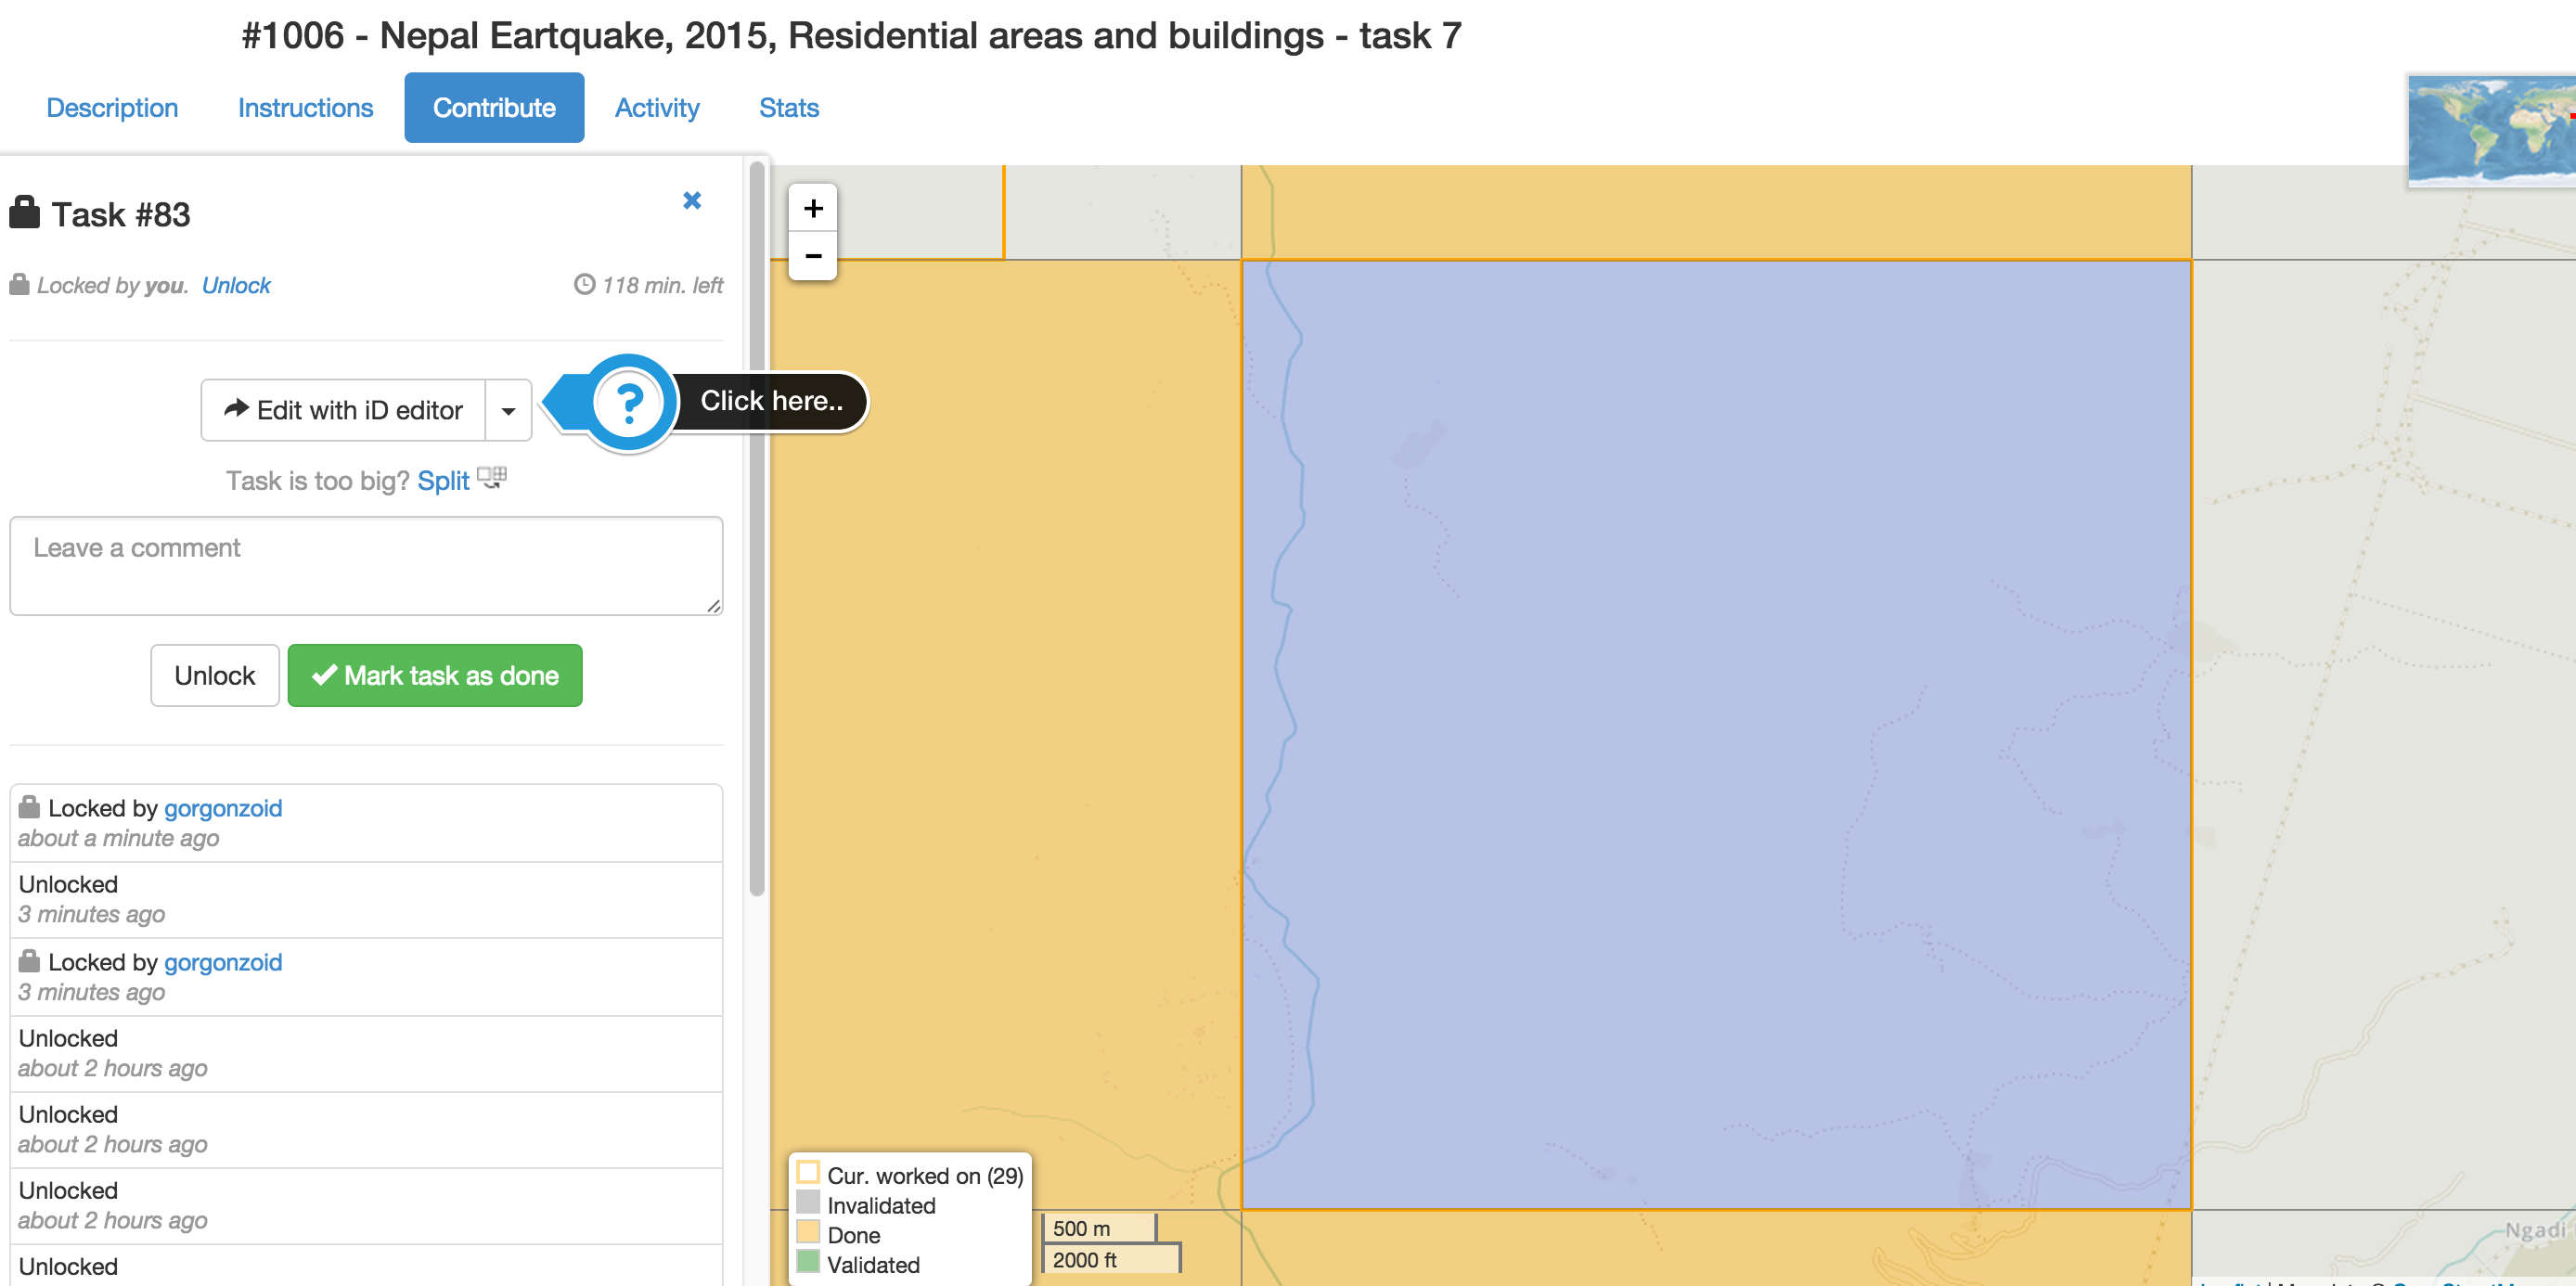 #1006 - Nepal Eartquake, 2015, Residential areas and buildings - task 7
Description Instructions Contribute Activity Stats
Task #83
Locked by you. Unlock 118 min. left
Edit with iD editor
? Click here..
Task is too big? Split
Leave a comment
Unlock Mark task as done
Locked by gorgonzoid
about a minute ago
Unlocked
3 minutes ago
Locked by gorgonzoid
3 minutes ago
Unlocked
about 2 hours ago
Unlocked
about 2 hours ago
Unlocked
about 2 hours ago
Unlocked
+
−
Cur. worked on (29)
Invalidated
Done
Validated
500 m
2000 ft
Ngadi